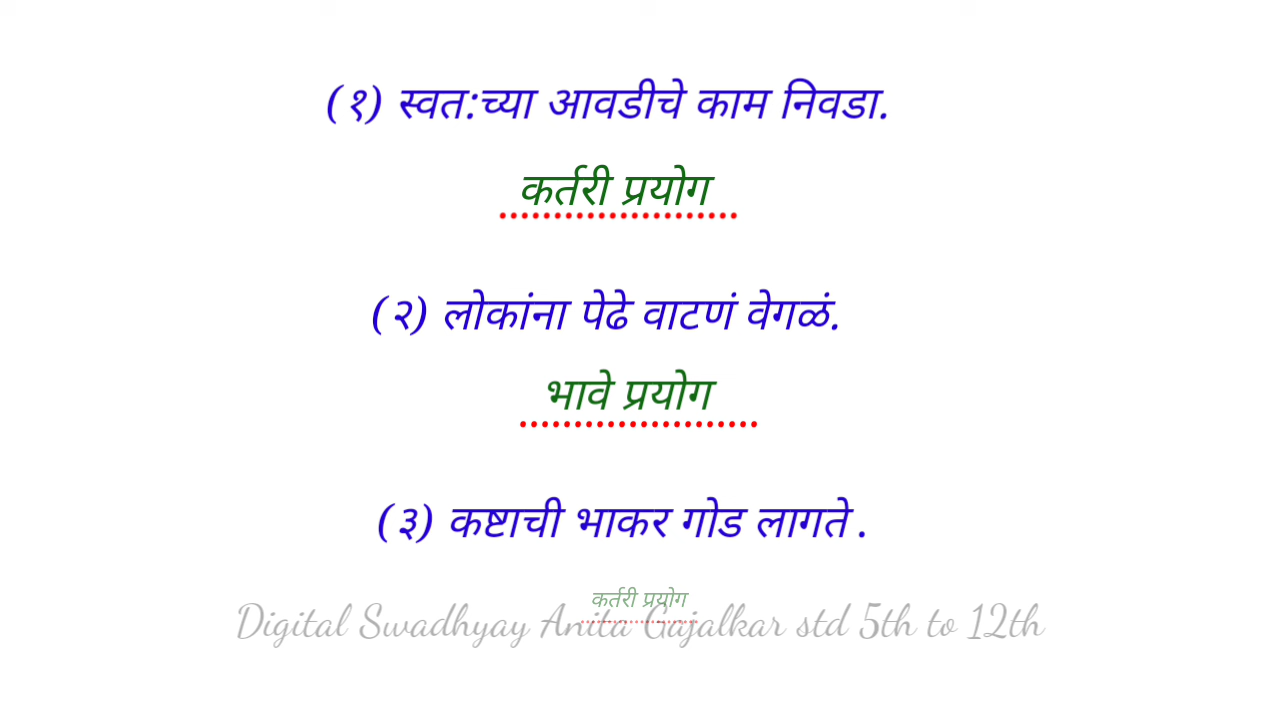 (१) स्वत:च्या आवडीचे काम निवडा.
कर्तरी प्रयोग
(२) लोकांना पेढे वाटणं वेगळं.
भावे प्रयोग
(३) कष्टाची भाकर गोड लागते .
कर्तरी प्रयोग
Digital Swadhyay Anita Gajalkar std 5th to 12th